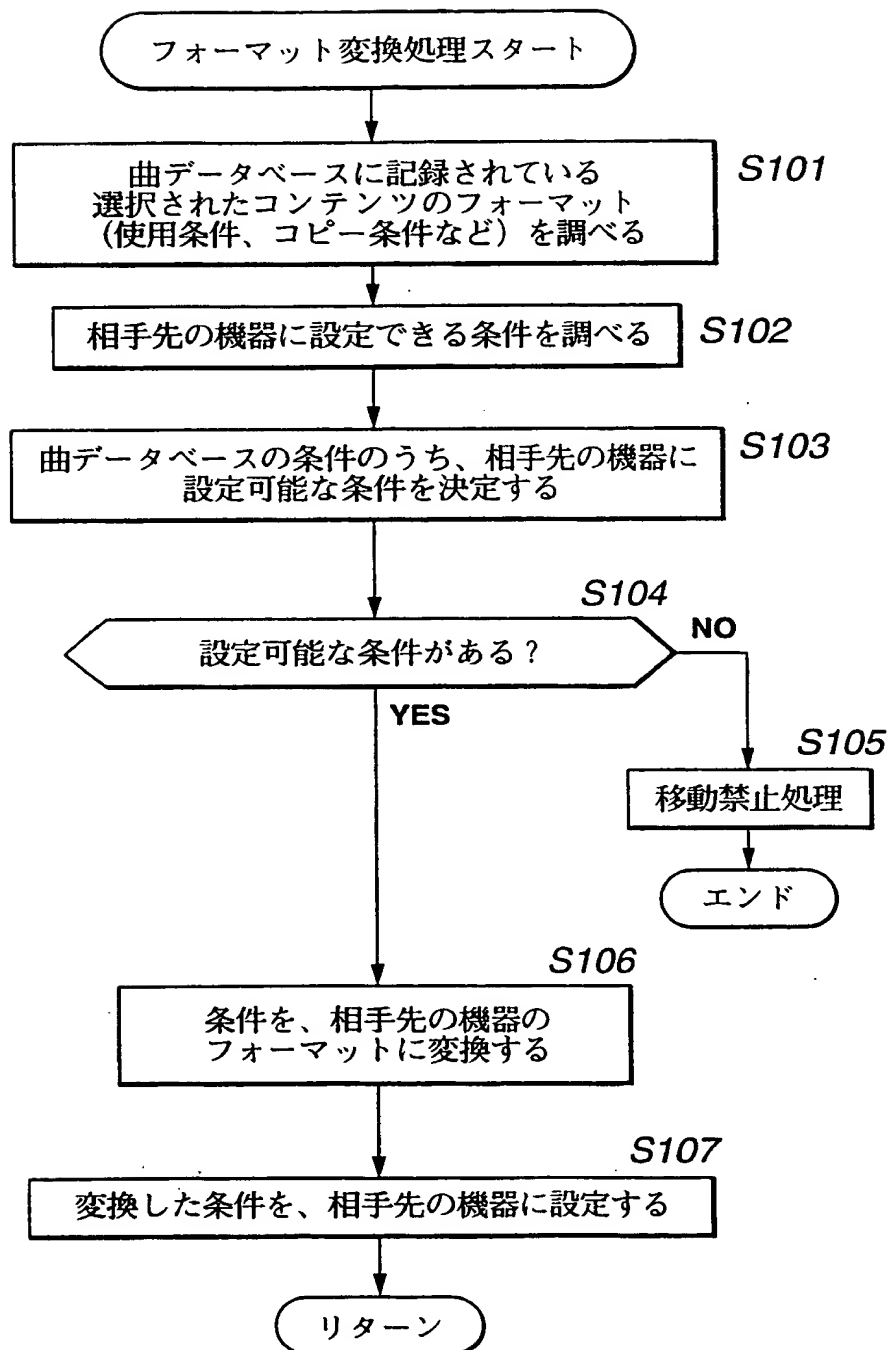 フォーマット変換処理スタート
曲データベースに記録されている
選択されたコンテンツのフォーマット
(使用条件、コピー条件など)を調べる
S101
相手先の機器に設定できる条件を調べる
S102
曲データベースの条件のうち、相手先の機器に
設定可能な条件を決定する
S103
S104
設定可能な条件がある?
NO
YES
S105
移動禁止処理
エンド
S106
条件を、相手先の機器の
フォーマットに変換する
S107
変換した条件を、相手先の機器に設定する
リターン